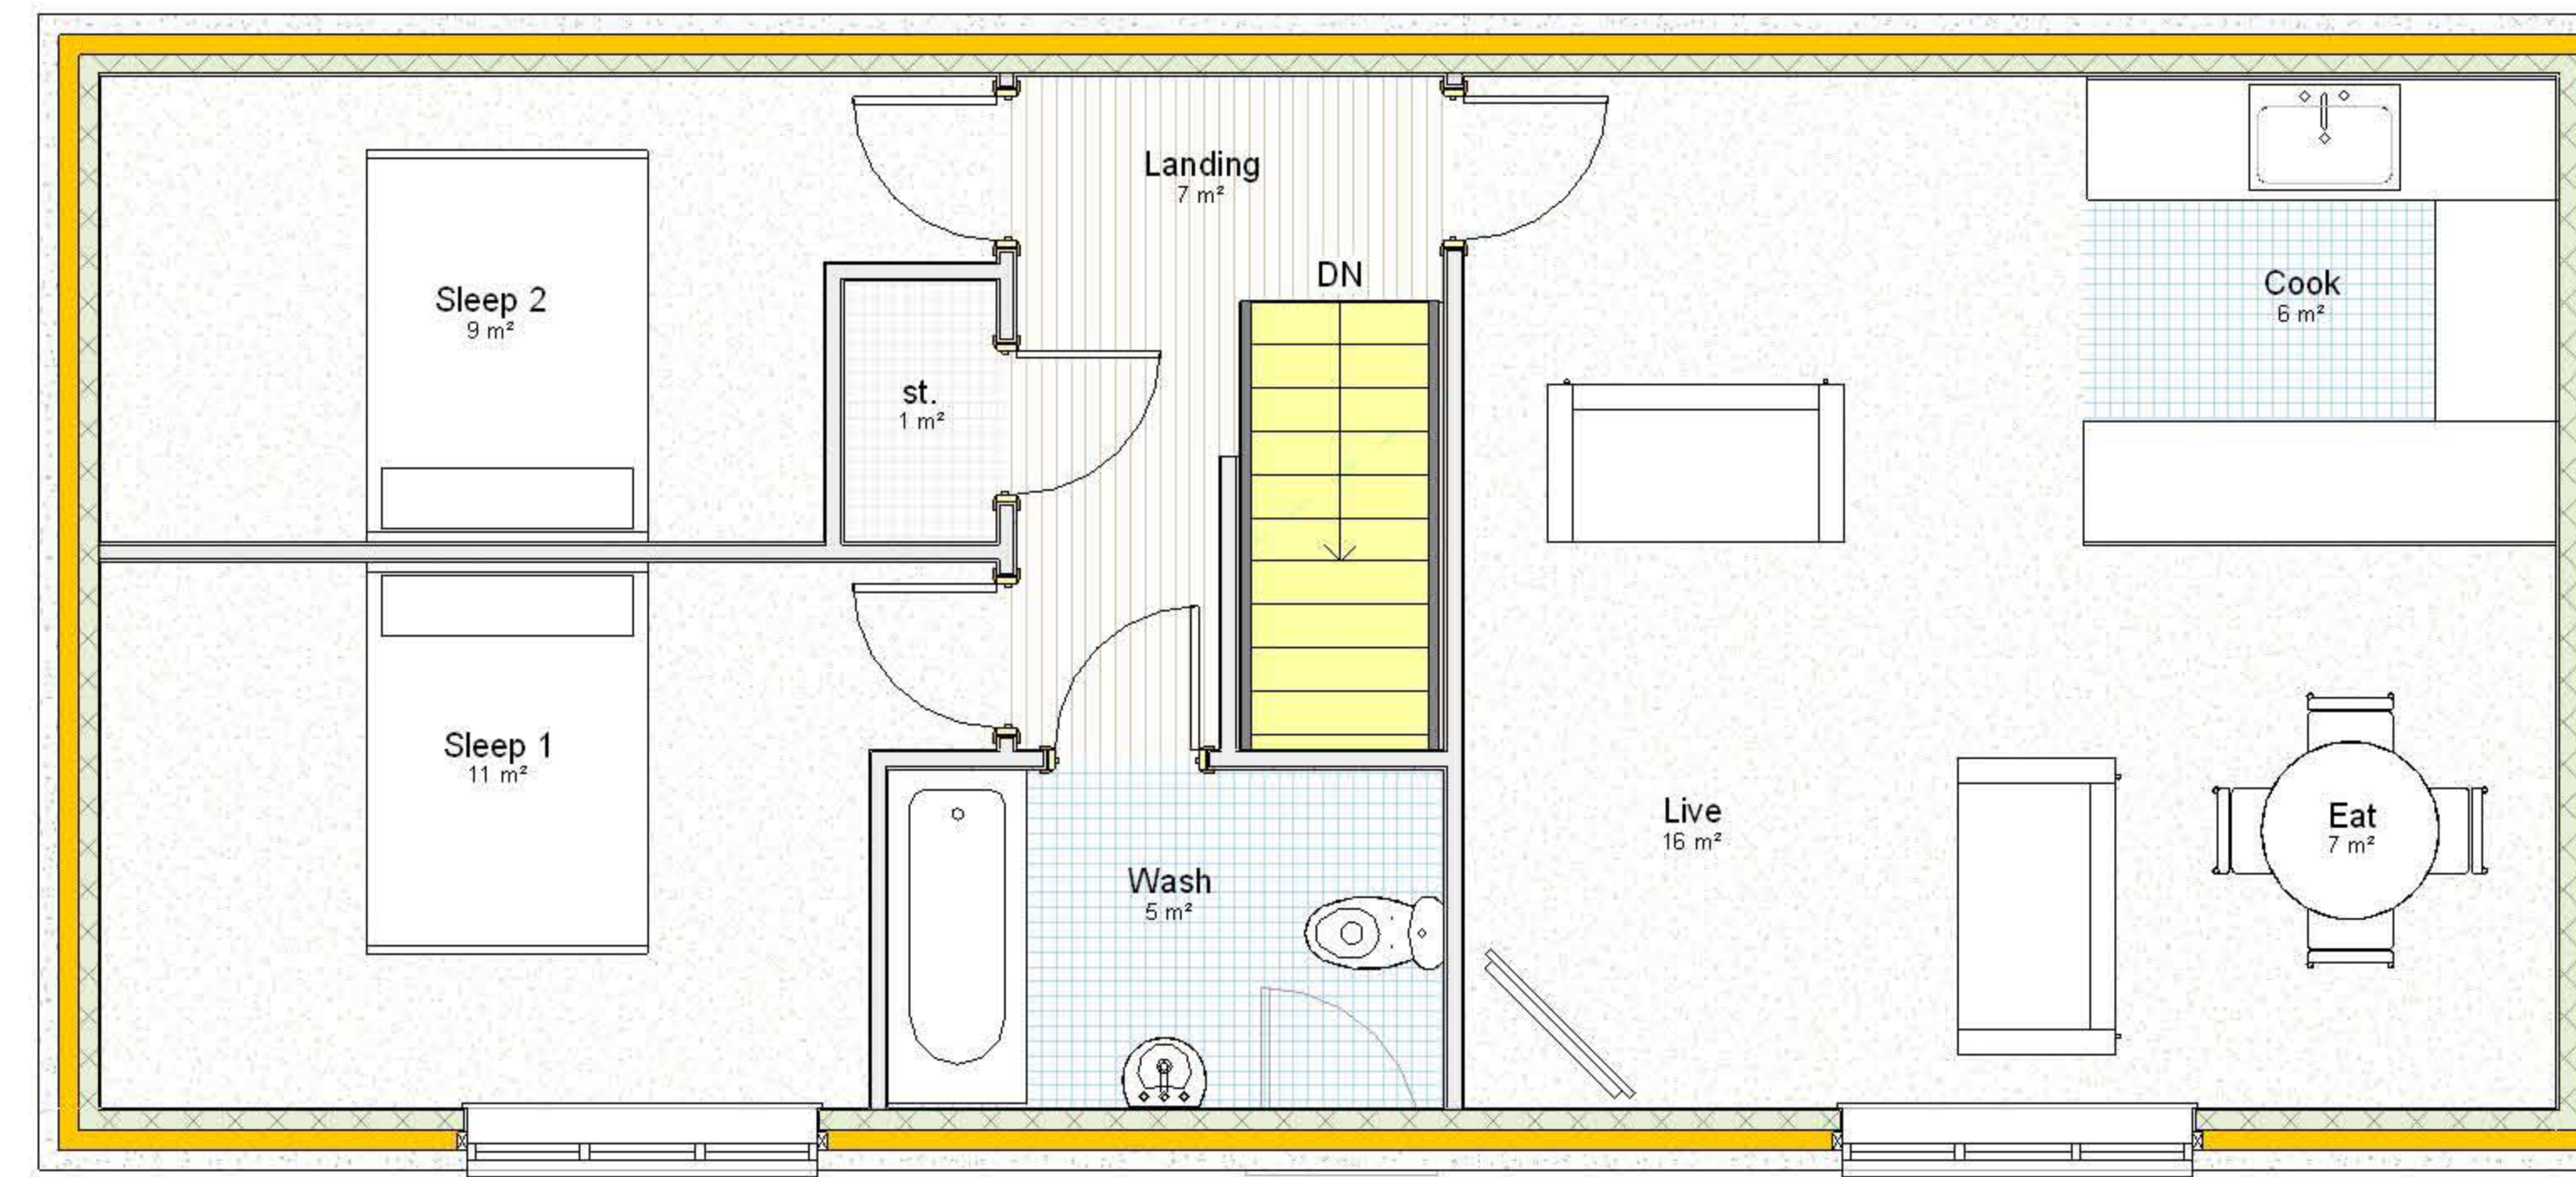 Landing
7 m²
Sleep 2
9 m²
DN
Cook
6 m²
st.
1 m²
Sleep 1
11 m²
Live
16 m²
Eat
7 m²
Wash
5 m²